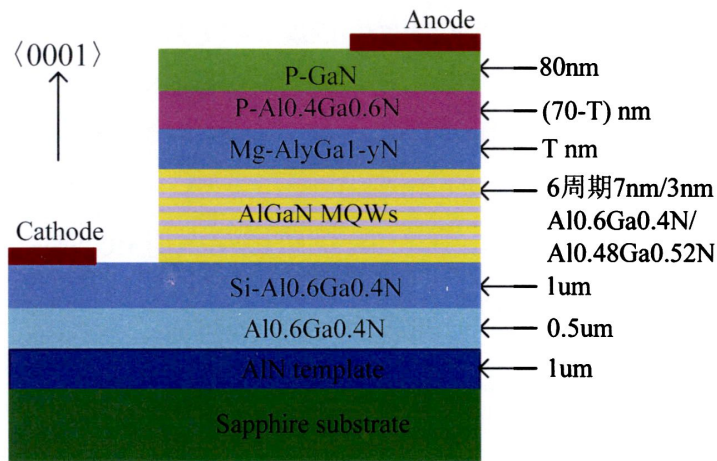 Anode
〈0001〉
P-GaN
80nm
P-Al0.4Ga0.6N
(70-T) nm
Mg-AlyGa1-yN
T nm
AlGaN MQWs
6周期7nm/3nm
Al0.6Ga0.4N/
Al0.48Ga0.52N
Cathode
Si-Al0.6Ga0.4N
1um
Al0.6Ga0.4N
0.5um
AlN template
1um
Sapphire substrate